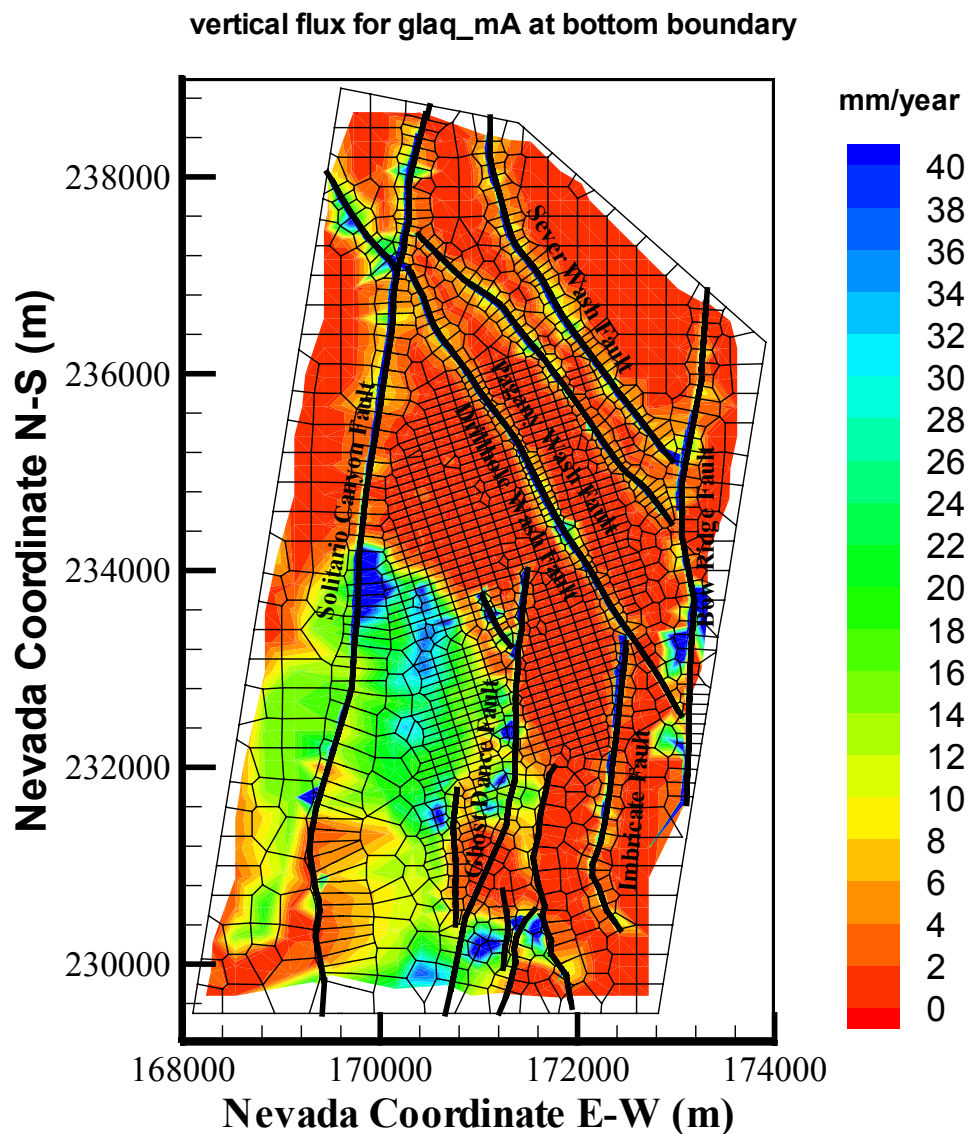 vertical flux for glaq_mA at bottom boundary
mm/year
40
38
36
34
32
30
28
26
24
22
20
18
16
14
12
10
8
6
4
2
0
Nevada Coordinate N-S (m)
238000
236000
234000
232000
230000
Sever Wash Fault
Pagany Wash Fault
Drillhole Wash Fault
Solitario Canyon Fault
Bow Ridge Fault
Ghost Dance Fault
Imbricate Fault
168000 170000 172000 174000
Nevada Coordinate E-W (m)